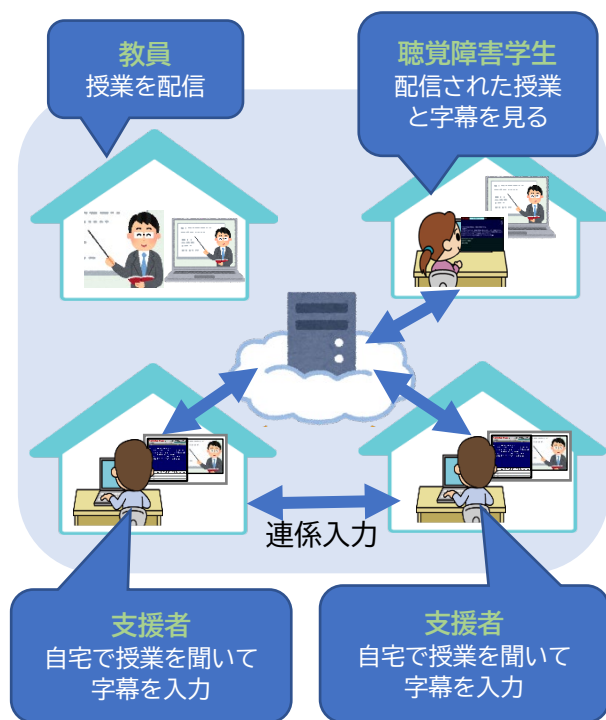 教員
授業を配信
聴覚障害学生
配信された授業
と字幕を見る
連係入力
支援者
自宅で授業を聞いて
字幕を入力
支援者
自宅で授業を聞いて
字幕を入力